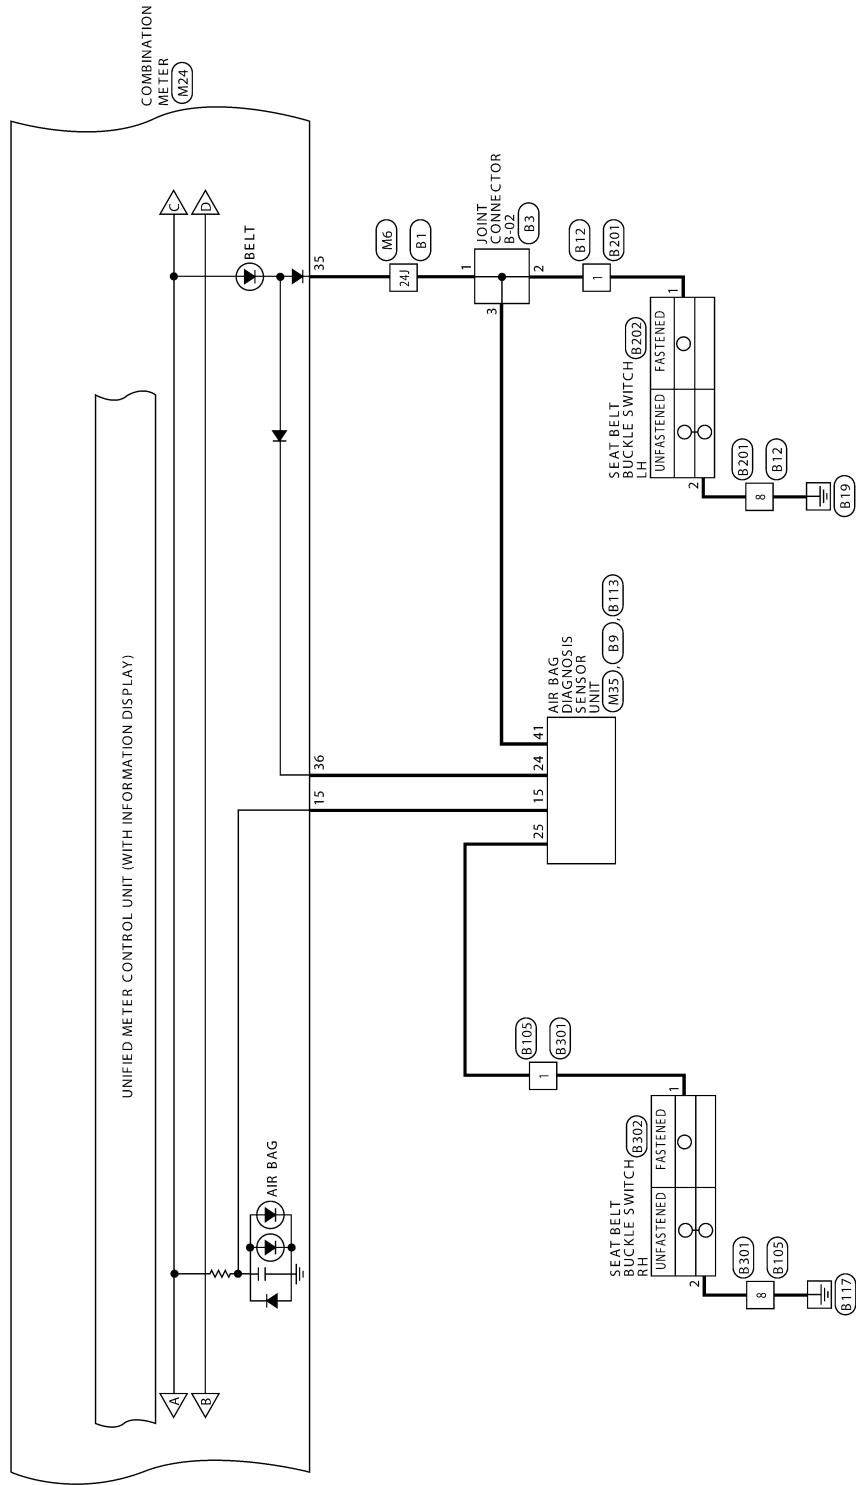 COMBINATION
METER
M24
C
D
BELT
35
M6
B1
24J
JOINT
CONNECTOR
B-02
B3
1
2
3
B12
B201
1
1
SEAT BELT
BUCKLE SWITCH
LH
B202
UNFASTENED
FASTENED
2
B201
B12
8
B19
UNIFIED METER CONTROL UNIT (WITH INFORMATION DISPLAY)
36
15
AIR BAG
DIAGNOSIS
SENSOR
UNIT
M35 , B9 , B113
41
24
15
25
B105
B301
1
1
SEAT BELT
BUCKLE SWITCH
RH
B302
UNFASTENED
FASTENED
2
B301
B105
8
B117
AIR BAG
A
B